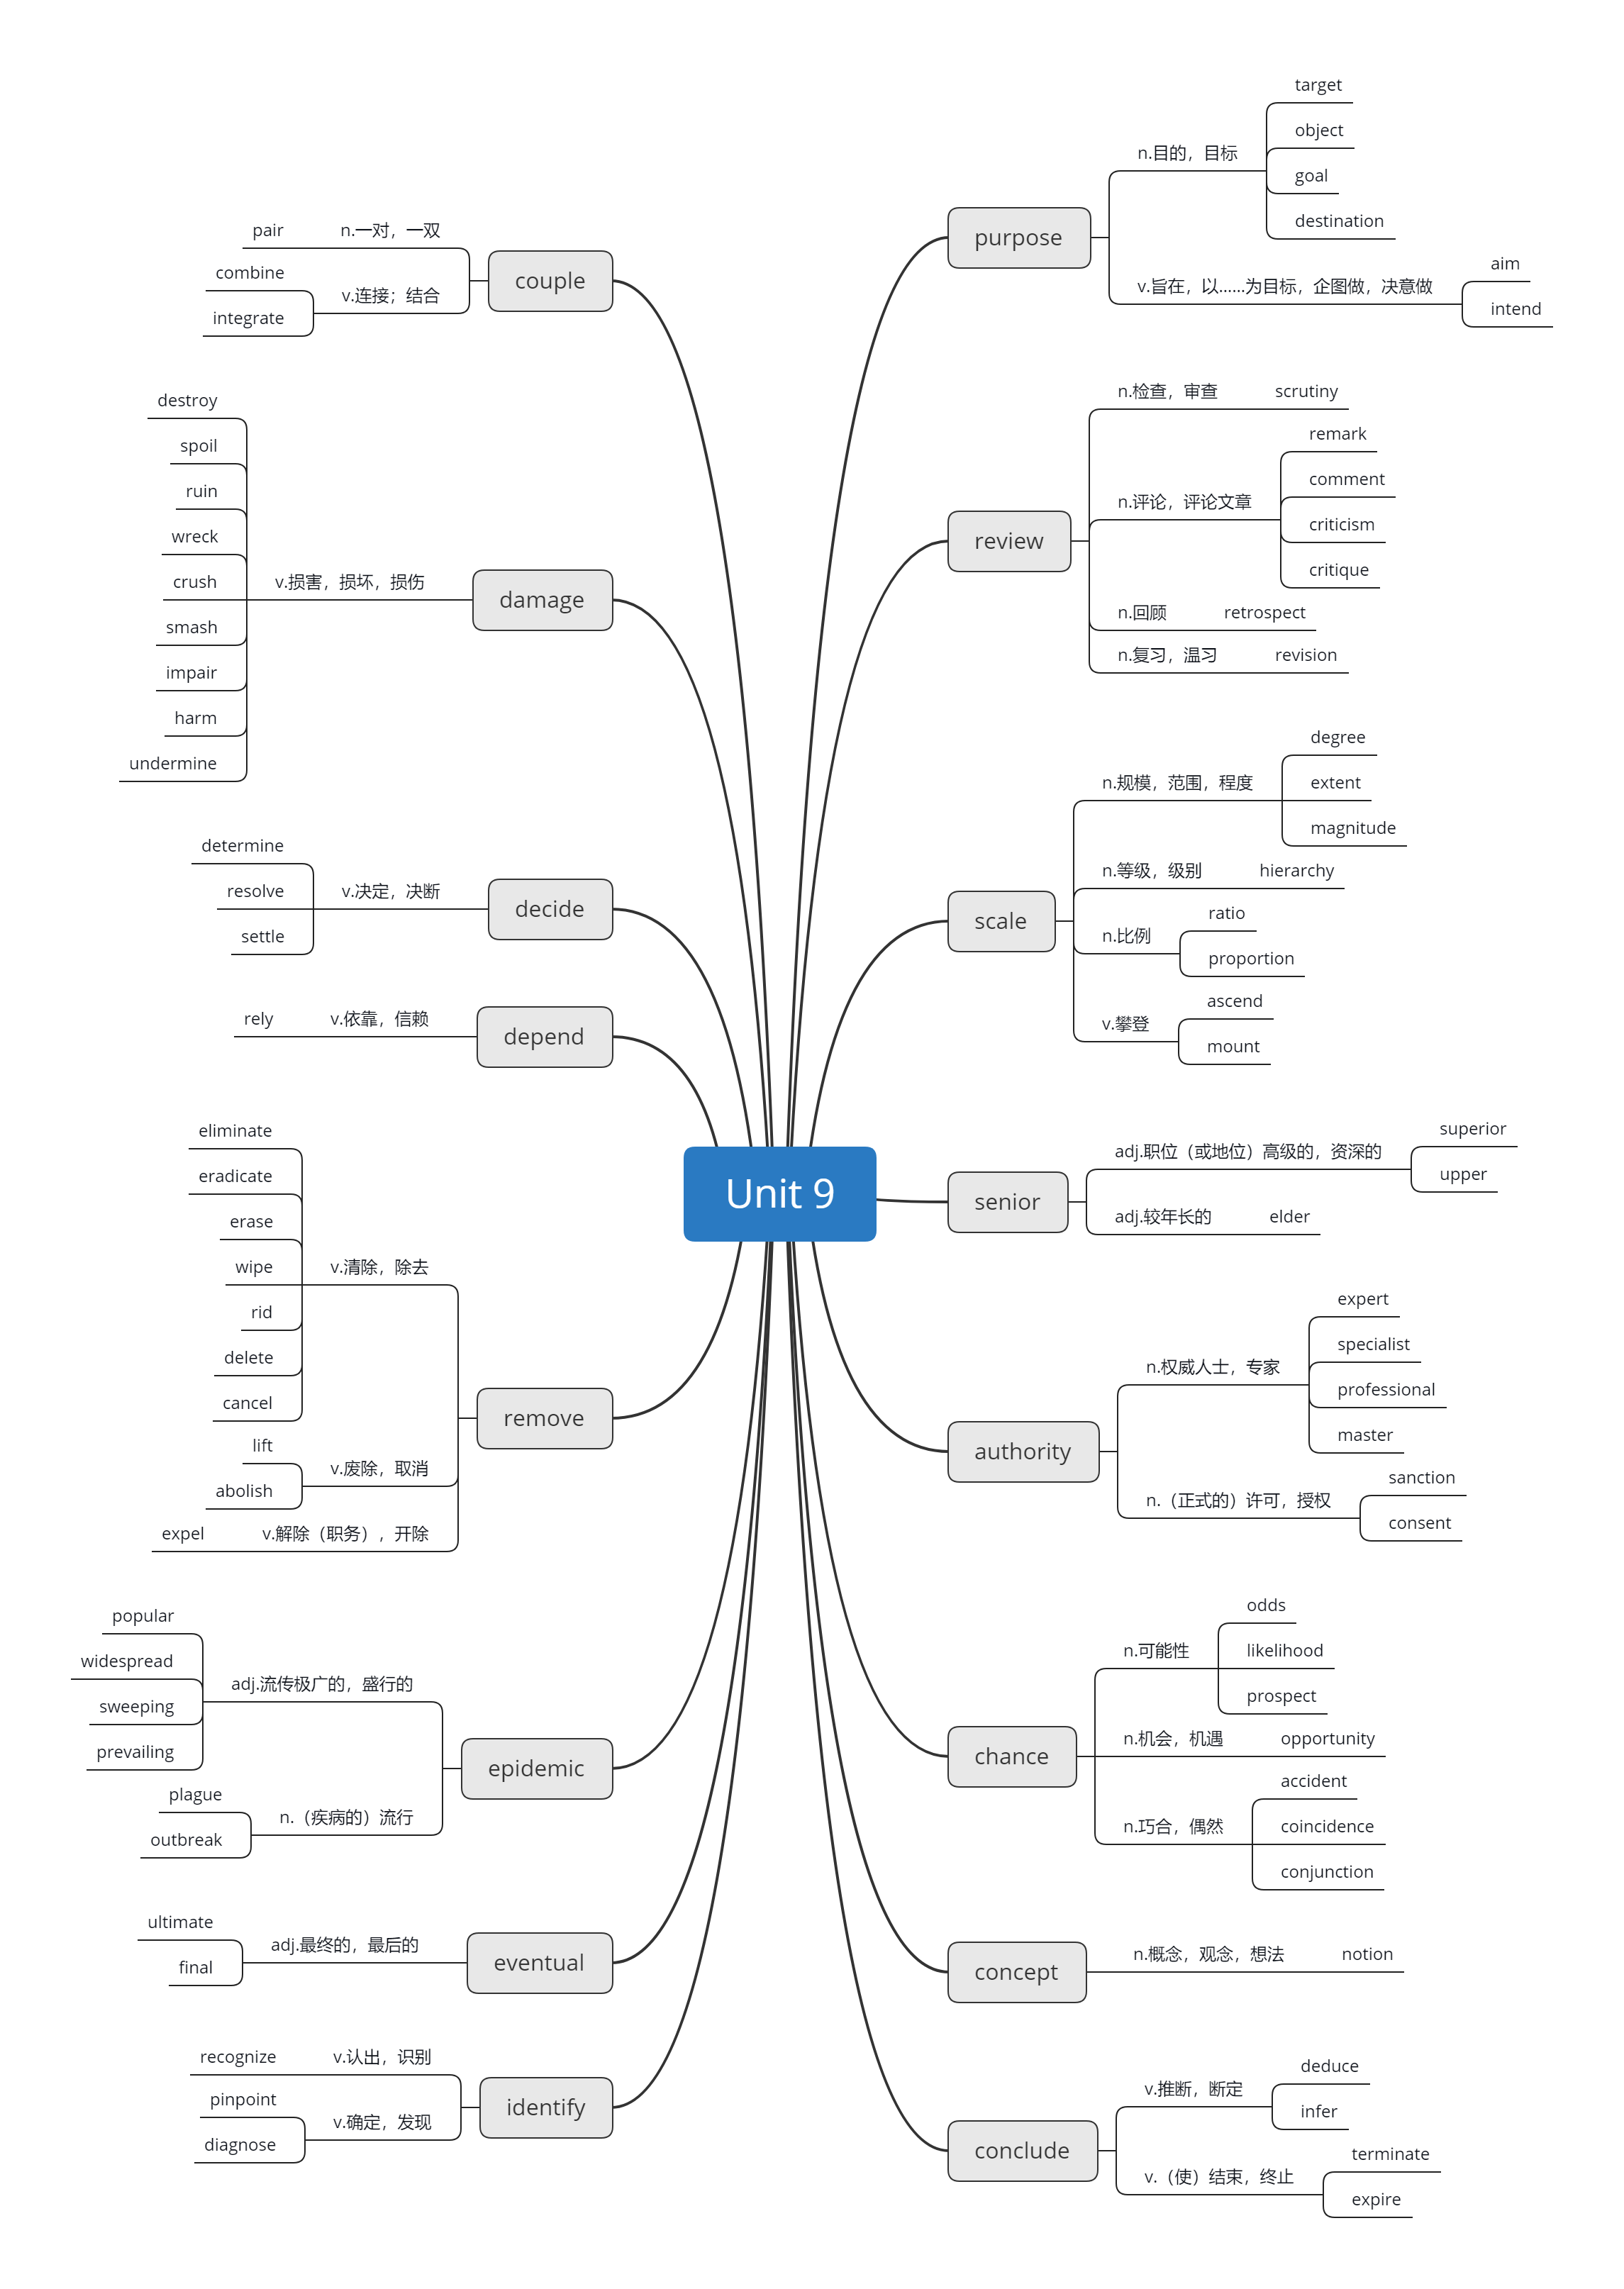 Unit 9
purpose
n.目的，目标
target
object
goal
destination
v.旨在，以......为目标，企图做，决意做
aim
intend
review
n.检查，审查
scrutiny
n.评论，评论文章
remark
comment
criticism
critique
n.回顾
retrospect
n.复习，温习
revision
scale
n.规模，范围，程度
degree
extent
magnitude
n.等级，级别
hierarchy
n.比例
ratio
proportion
v.攀登
ascend
mount
senior
adj.职位（或地位）高级的，资深的
superior
upper
adj.较年长的
elder
authority
n.权威人士，专家
expert
specialist
professional
master
n.（正式的）许可，授权
sanction
consent
chance
n.可能性
odds
likelihood
prospect
n.机会，机遇
opportunity
n.巧合，偶然
accident
coincidence
conjunction
concept
n.概念，观念，想法
notion
conclude
v.推断，断定
deduce
infer
v.（使）结束，终止
terminate
expire
couple
n.一对，一双
pair
v.连接；结合
combine
integrate
damage
v.损害，损坏，损伤
destroy
spoil
ruin
wreck
crush
smash
impair
harm
undermine
decide
v.决定，决断
determine
resolve
settle
depend
v.依靠，信赖
rely
remove
v.清除，除去
eliminate
eradicate
erase
wipe
rid
delete
cancel
v.废除，取消
lift
abolish
v.解除（职务），开除
expel
epidemic
adj.流传极广的，盛行的
popular
widespread
sweeping
prevailing
n.（疾病的）流行
plague
outbreak
eventual
adj.最终的，最后的
ultimate
final
identify
v.认出，识别
recognize
v.确定，发现
pinpoint
diagnose